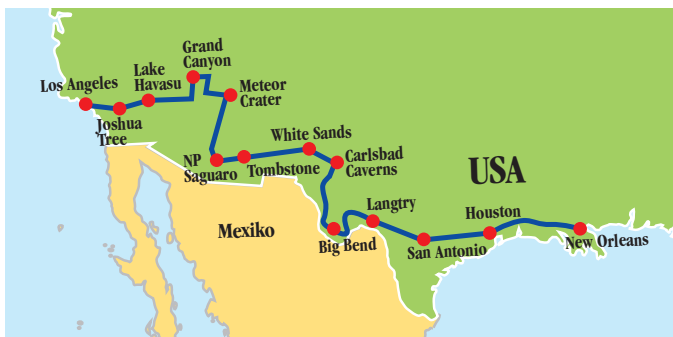 Grand
Canyon
Lake
Havasu
Los Angeles
Meteor
Crater
Joshua
Tree
White Sands
NP
Saguaro
Tombstone
Carlsbad
Caverns
USA
Mexiko
Langtry
Houston
Big Bend
San Antonio
New Orleans